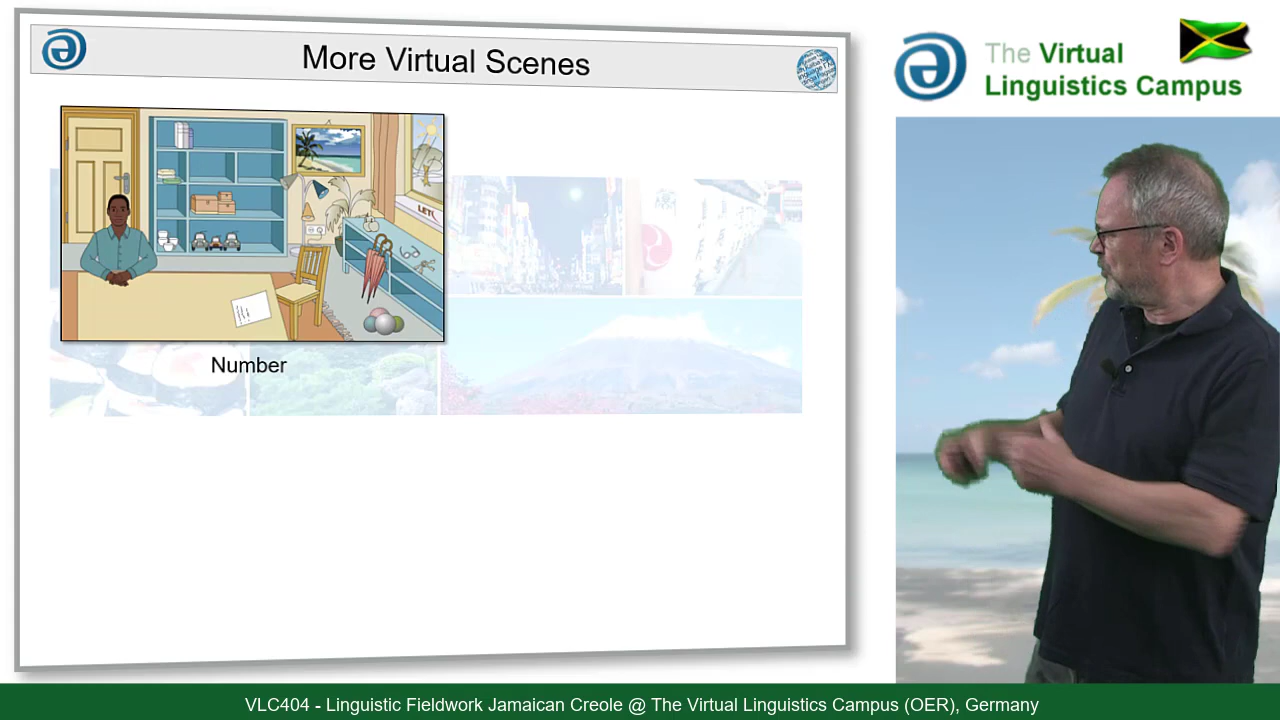 More Virtual Scenes
The Virtual
Linguistics Campus
Number
VLC404 - Linguistic Fieldwork Jamaican Creole @ The Virtual Linguistics Campus (OER), Germany